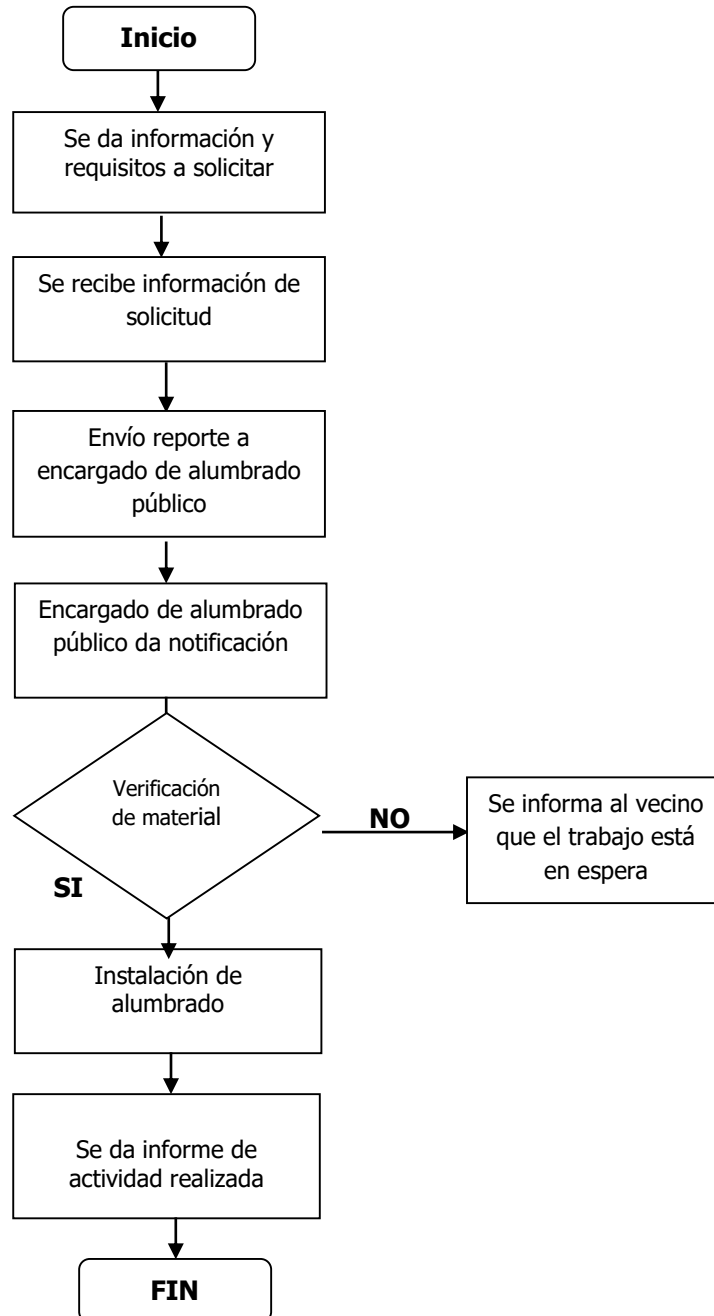 Inicio
Se da información y
requisitos a solicitar
Se recibe información de
solicitud
Envío reporte a
encargado de alumbrado
público
Encargado de alumbrado
público da notificación
Verificación
de material
NO
Se informa al vecino
que el trabajo está
en espera
SI
Instalación de
alumbrado
Se da informe de
actividad realizada
FIN